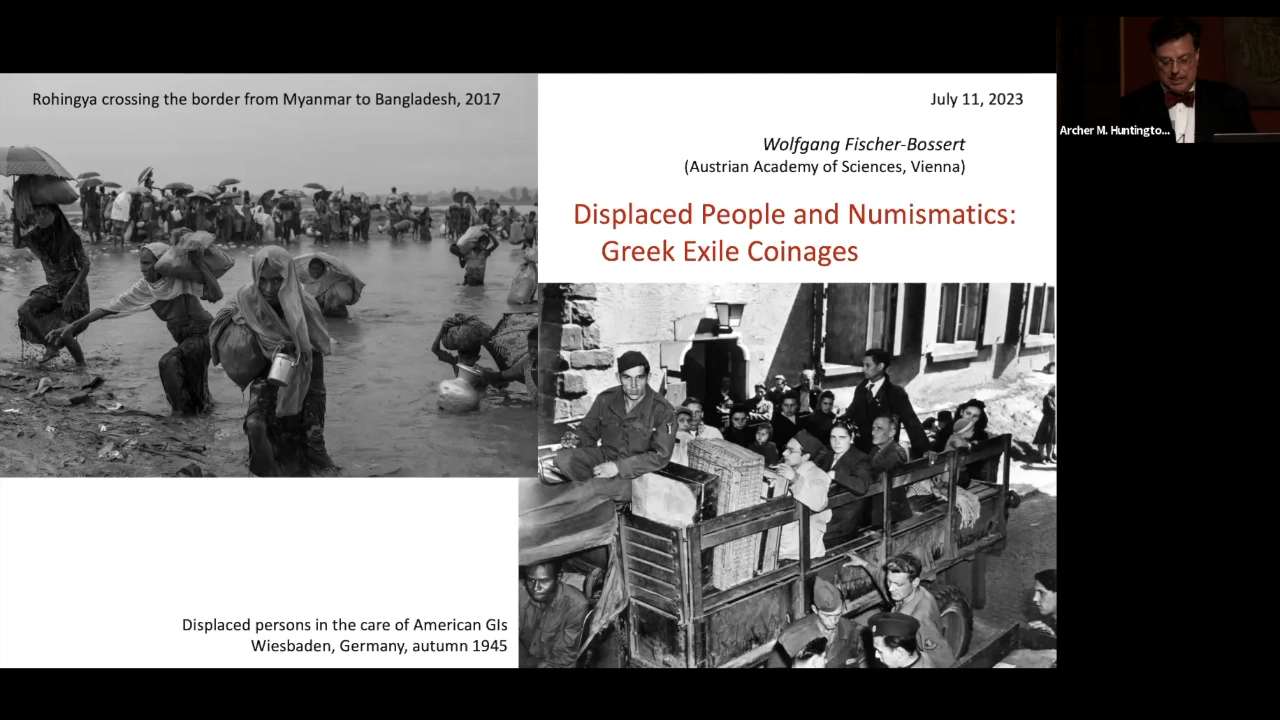 Rohingya crossing the border from Myanmar to Bangladesh, 2017
July 11, 2023
Wolfgang Fischer-Bossert
(Austrian Academy of Sciences, Vienna)
Displaced People and Numismatics:
Greek Exile Coinages
Archer M. Huntingto...
Displaced persons in the care of American GIs
Wiesbaden, Germany, autumn 1945